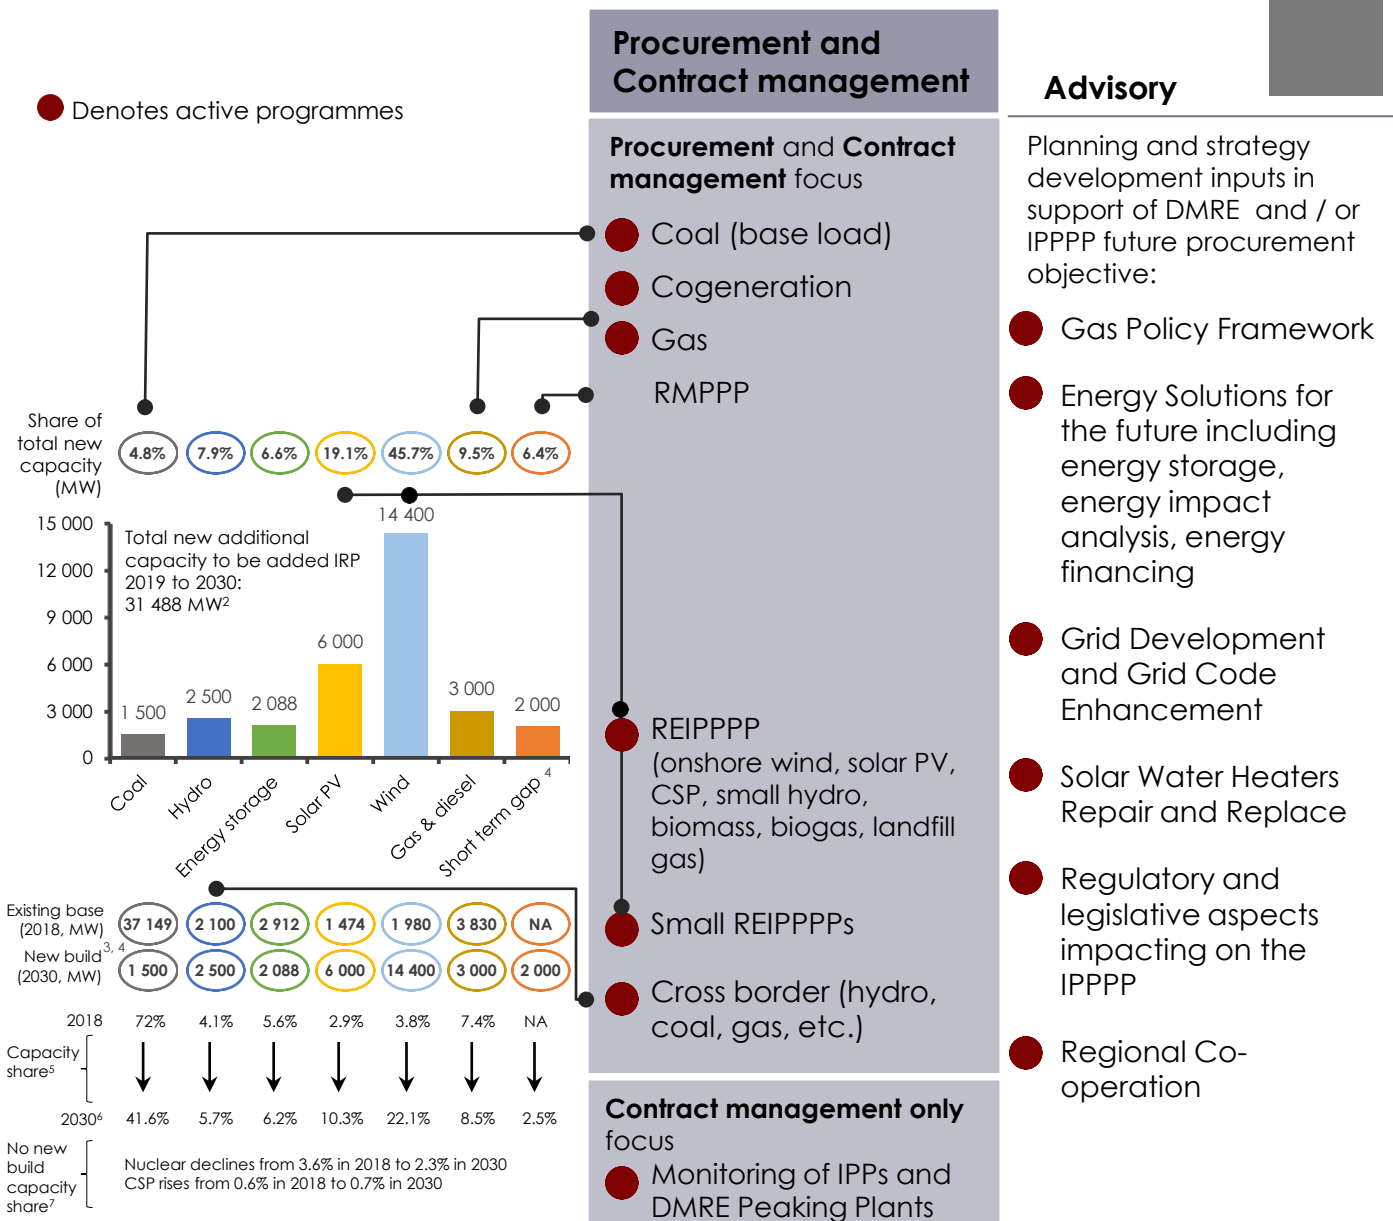 Denotes active programmes
Share of
total new
capacity
(MW)
4.8% 7.9% 6.6% 19.1% 45.7% 9.5% 6.4%
15 000
12 000
9 000
6 000
3 000
0
Total new additional
capacity to be added IRP
2019 to 2030:
31 488 MW²
1 500
2 500
2 088
6 000
14 400
3 000
2 000
Coal
Hydro
Energy storage
Solar PV
Wind
Gas & diesel
Short term gap ⁴
Existing base
(2018, MW)
37 149 2 100 2 912 1 474 1 980 3 830 NA
New build³, ⁴
(2030, MW)
1 500 2 500 2 088 6 000 14 400 3 000 2 000
2018 72% 4.1% 5.6% 2.9% 3.8% 7.4% NA
Capacity
share⁵
2030⁶ 41.6% 5.7% 6.2% 10.3% 22.1% 8.5% 2.5%
No new
build
capacity
share⁷
Nuclear declines from 3.6% in 2018 to 2.3% in 2030
CSP rises from 0.6% in 2018 to 0.7% in 2030
Procurement and
Contract management
Procurement and Contract
management focus
Coal (base load)
Cogeneration
Gas
RMPPP
REIPPPP
(onshore wind, solar PV,
CSP, small hydro,
biomass, biogas, landfill
gas)
Small REIPPPPs
Cross border (hydro,
coal, gas, etc.)
Contract management only
focus
Monitoring of IPPs and
DMRE Peaking Plants
Advisory
Planning and strategy
development inputs in
support of DMRE and / or
IPPPP future procurement
objective:
Gas Policy Framework
Energy Solutions for
the future including
energy storage,
energy impact
analysis, energy
financing
Grid Development
and Grid Code
Enhancement
Solar Water Heaters
Repair and Replace
Regulatory and
legislative aspects
impacting on the
IPPPP
Regional Co-
operation